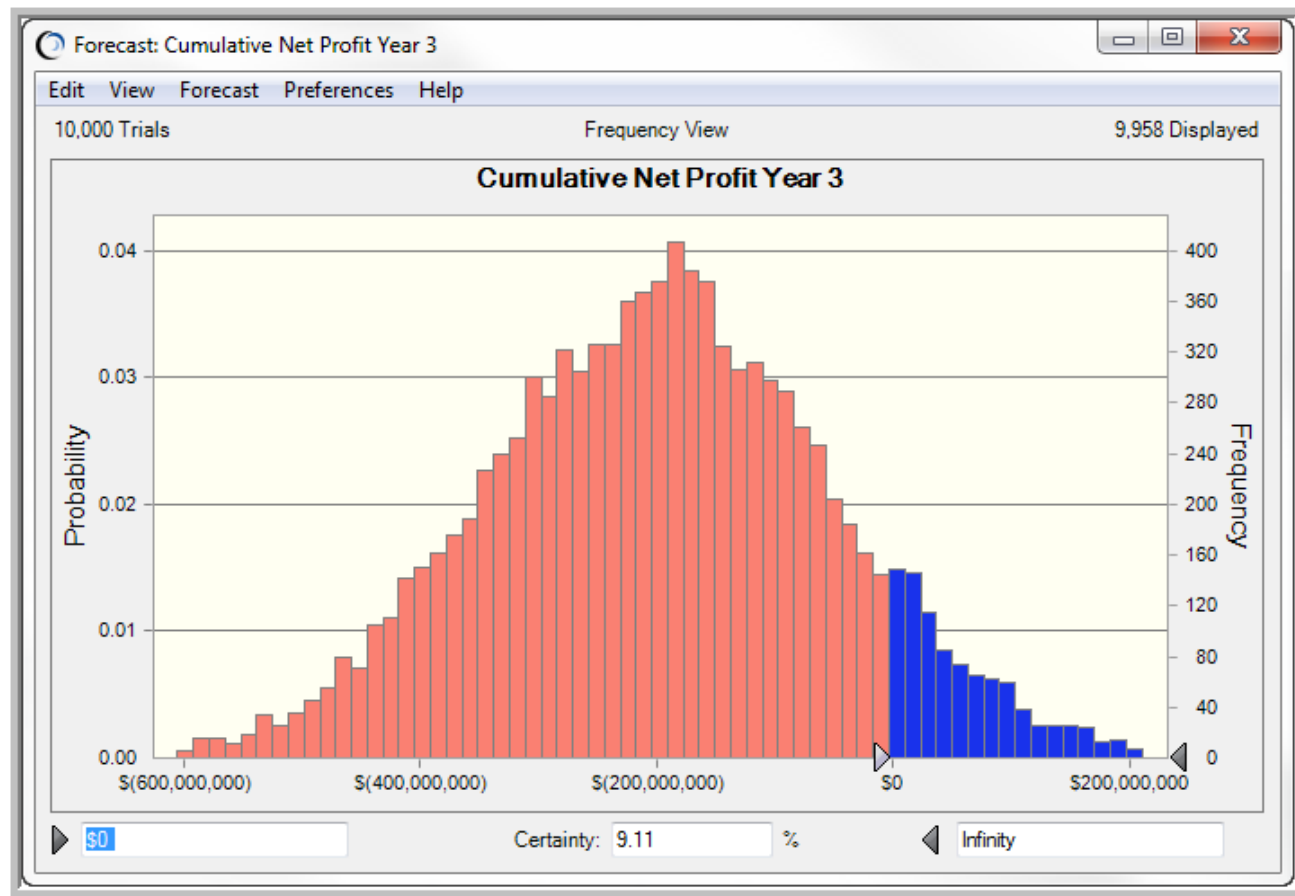 Forecast: Cumulative Net Profit Year 3
Edit View Forecast Preferences Help
10,000 Trials Frequency View 9,958 Displayed
Cumulative Net Profit Year 3
Probability
0.04
0.03
0.02
0.01
0.00
400
360
320
280
240
200
160
120
80
40
0
Frequency
$(600,000,000) $(400,000,000) $(200,000,000) $0 $200,000,000
$0 Certainty: 9.11 % Infinity